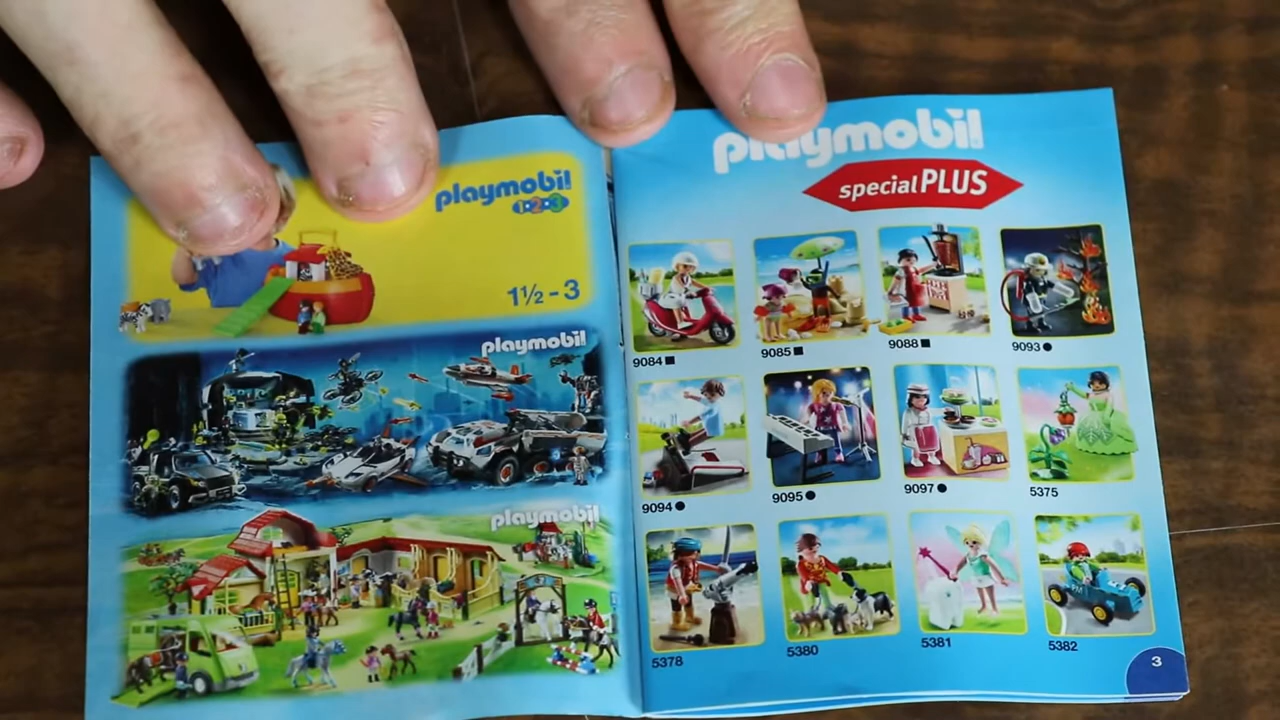 playmobil
1•2•3
1½ - 3
playmobil
playmobil
playmobil
specialPLUS
9084 ■
9085 ■
9088 ■
9093 ●
9094 ●
9095 ●
9097 ●
5375
5378
5380
5381
5382
3